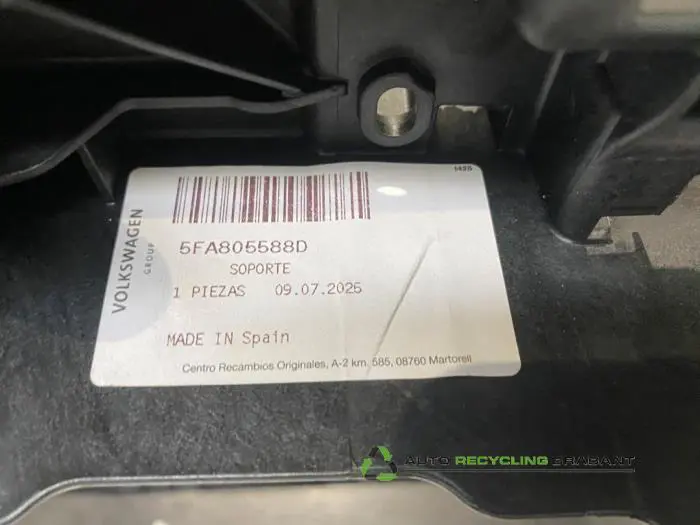 1425
5FA805588D
SOPORTE
1 PIEZAS 09.07.2025
MADE IN Spain
Centro Recambios Originales, A-2 km. 585, 08760 Martorell
VOLKSWAGEN
GROUP
AUTO RECYCLING BRABANT